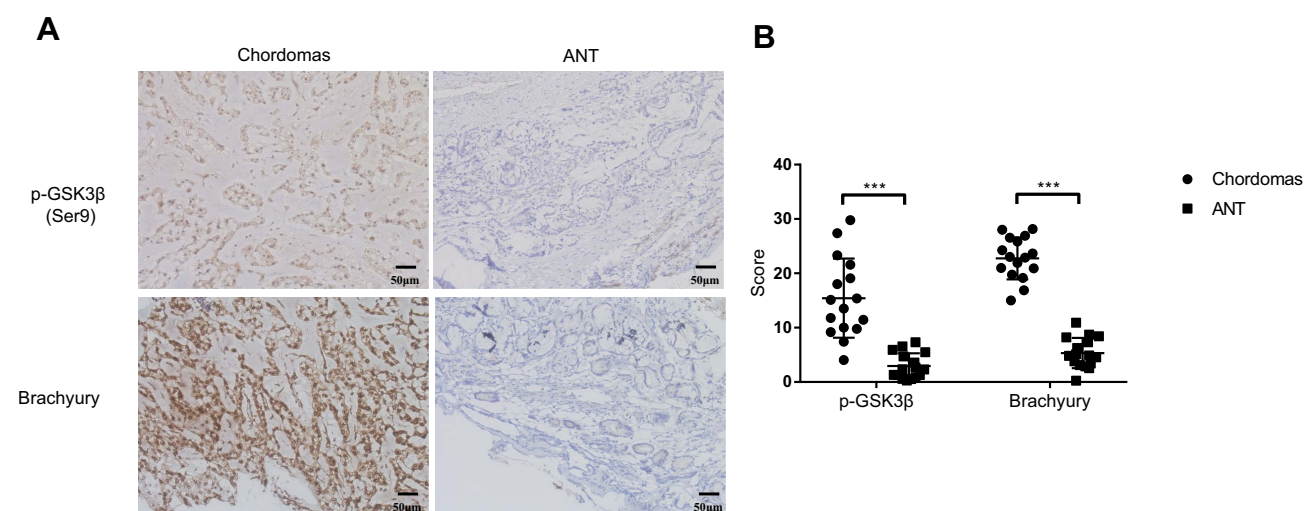 A
Chordomas
ANT
p-GSK3β
(Ser9)
50μm
50μm
Brachyury
50μm
50μm
B
Score
40
30
20
10
0
***
***
p-GSK3β
Brachyury
Chordomas
ANT